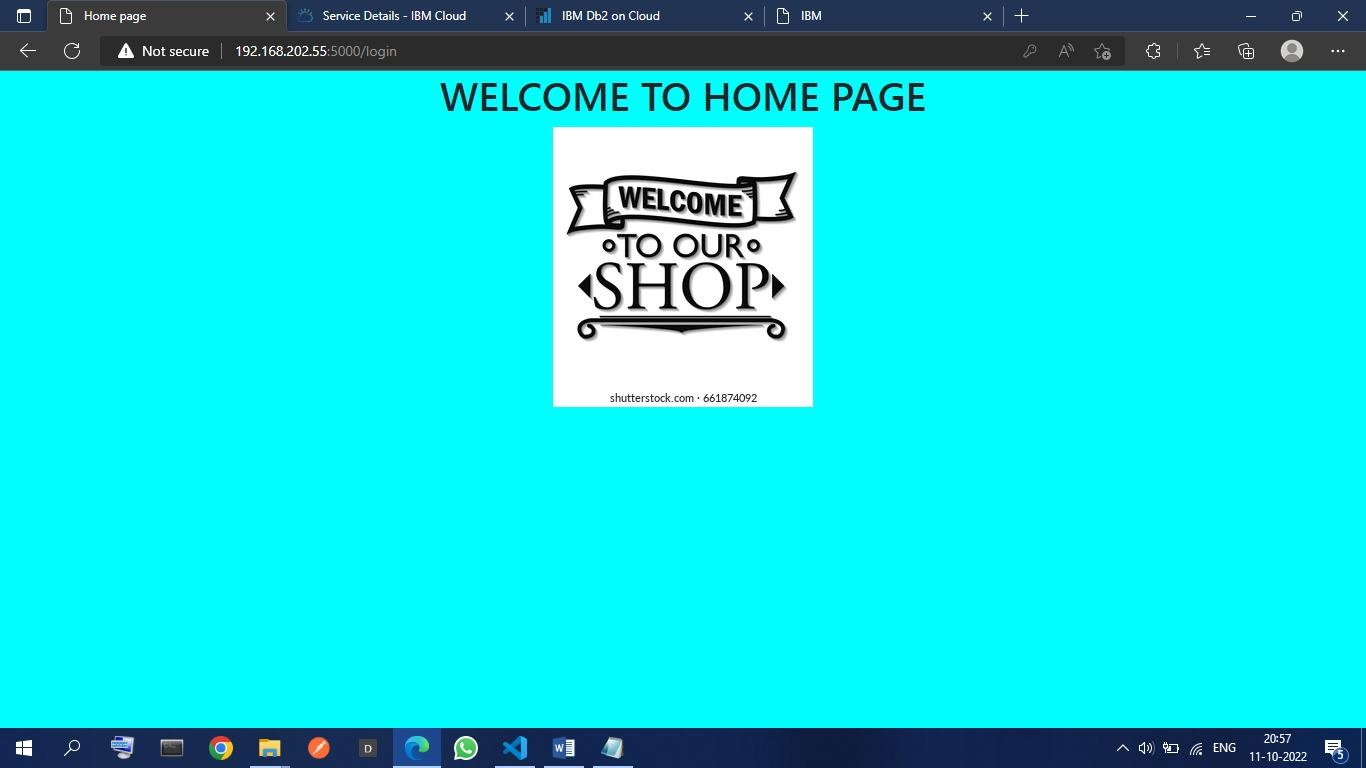 Home page
Service Details - IBM Cloud
IBM Db2 on Cloud
IBM
Not secure
192.168.202.55:5000/login
WELCOME TO HOME PAGE
WELCOME
TO OUR
SHOP
shutterstock.com · 661874092
D
W
ENG
20:57
11-10-2022
5